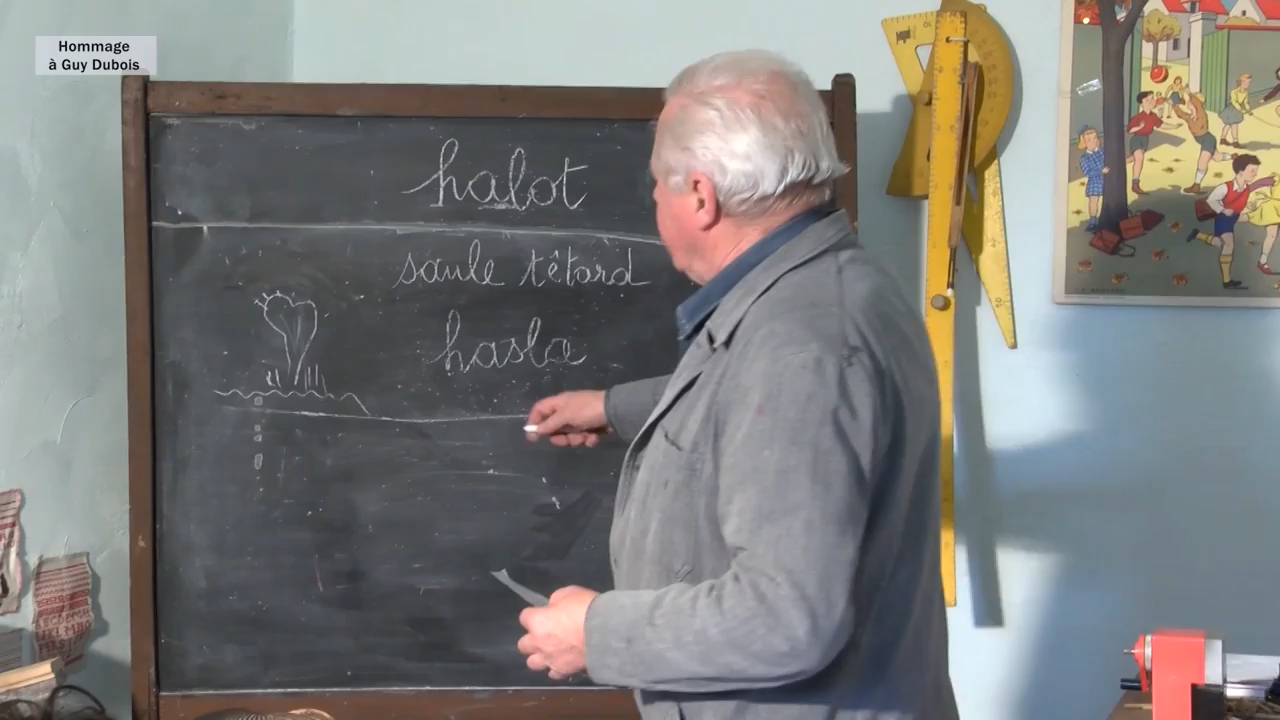 Hommage
à Guy Dubois
halot
saule têtard
hasla